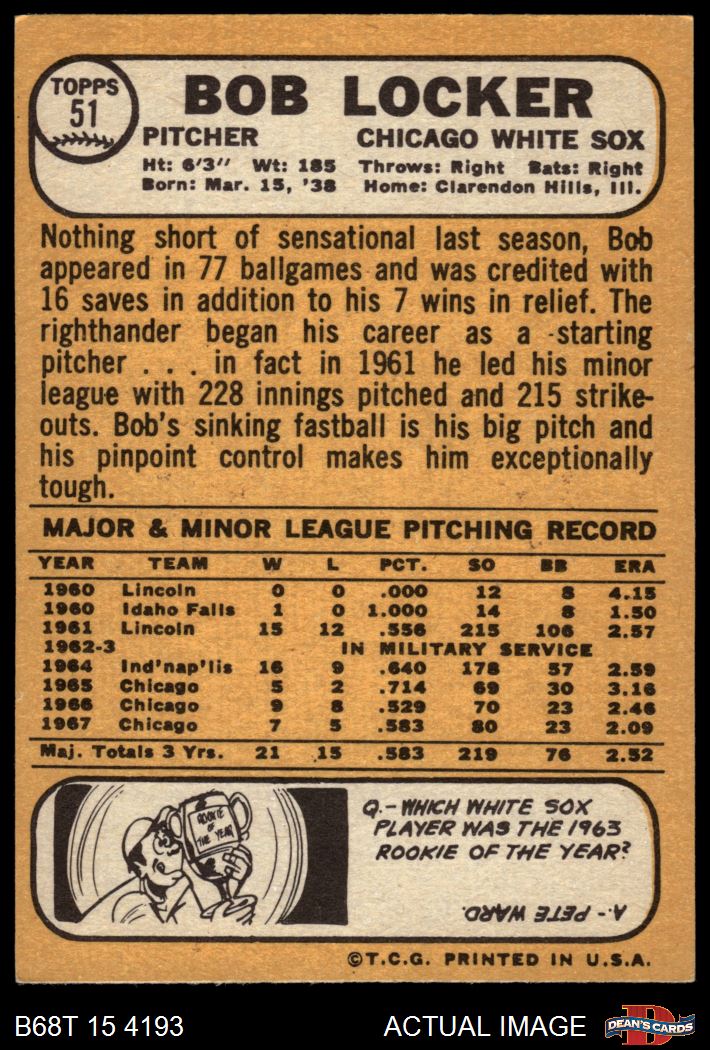 TOPPS
51
BOB LOCKER
PITCHER CHICAGO WHITE SOX
Ht: 6'3" Wt: 185 Throws: Right Bats: Right
Born: Mar. 15, '38 Home: Clarendon Hills, Ill.
Nothing short of sensational last season, Bob
appeared in 77 ballgames and was credited with
16 saves in addition to his 7 wins in relief. The
righthander began his career as a starting
pitcher . . . in fact in 1961 he led his minor
league with 228 innings pitched and 215 strike-
outs. Bob's sinking fastball is his big pitch and
his pinpoint control makes him exceptionally
tough.
MAJOR & MINOR LEAGUE PITCHING RECORD
YEAR TEAM W L PCT. SO BB ERA
1960 Lincoln 0 0 .000 12 8 4.15
1960 Idaho Falls 1 0 1.000 14 8 1.50
1961 Lincoln 15 12 .556 215 106 2.57
1962-3 IN MILITARY SERVICE
1964 Ind'nap'lis 16 9 .640 178 57 2.59
1965 Chicago 5 2 .714 69 30 3.16
1966 Chicago 9 8 .529 70 23 2.46
1967 Chicago 7 5 .583 80 23 2.09
Maj. Totals 3 Yrs. 21 15 .583 219 76 2.52
ROOKIE
OF
THE YEAR
Q.-WHICH WHITE SOX
PLAYER WAS THE 1963
ROOKIE OF THE YEAR?
A.-PETE WARD.
©T.C.G. PRINTED IN U.S.A.
B68T 15 4193 ACTUAL IMAGE
D
DEAN'S CARDS